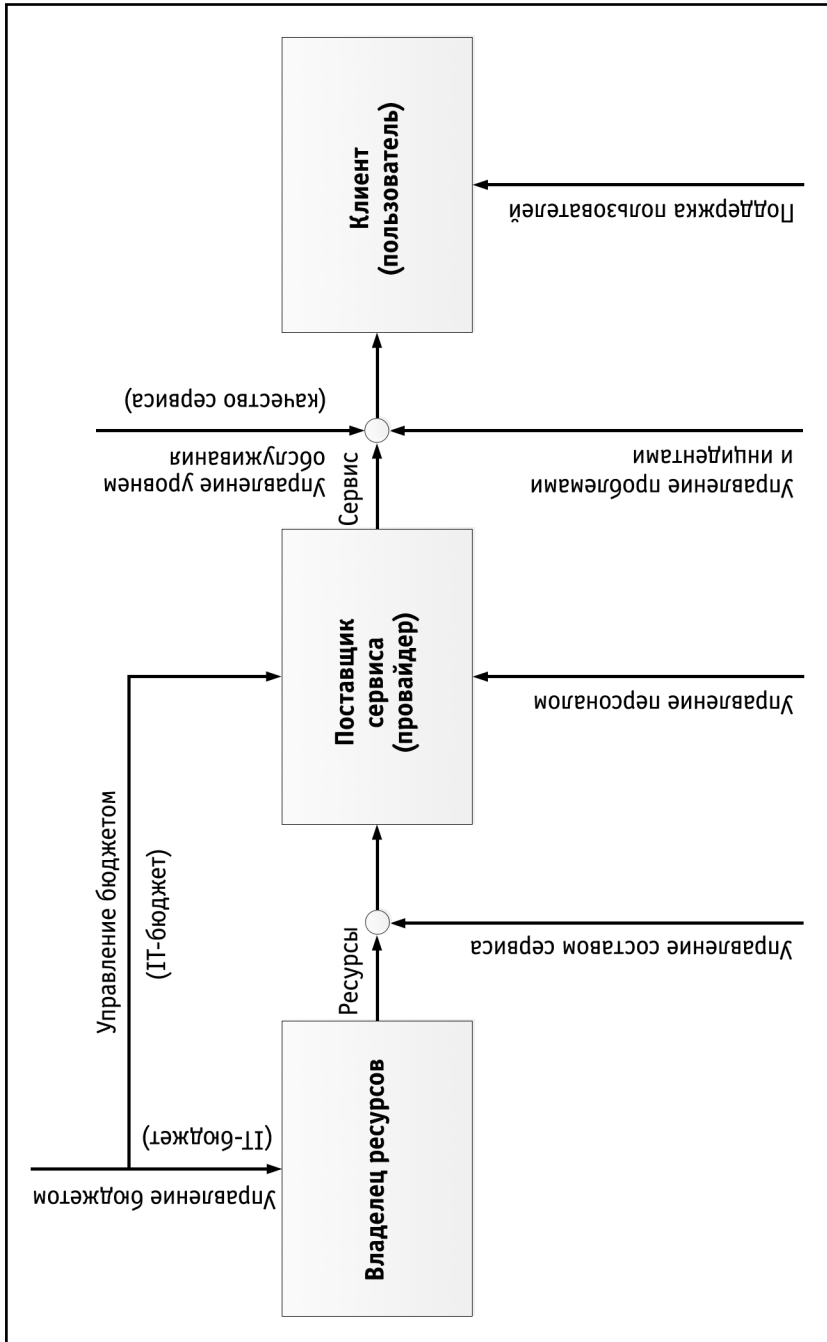 Управление бюджетом
(IT-бюджет)
Управление бюджетом
(IT-бюджет)
Владелец ресурсов
Ресурсы
Управление составом сервиса
Поставщик
сервиса
(провайдер)
Управление персоналом
Сервис
Управление уровнем
обслуживания
(качество сервиса)
Управление проблемами
и инцидентами
Клиент
(пользователь)
Поддержка пользователей